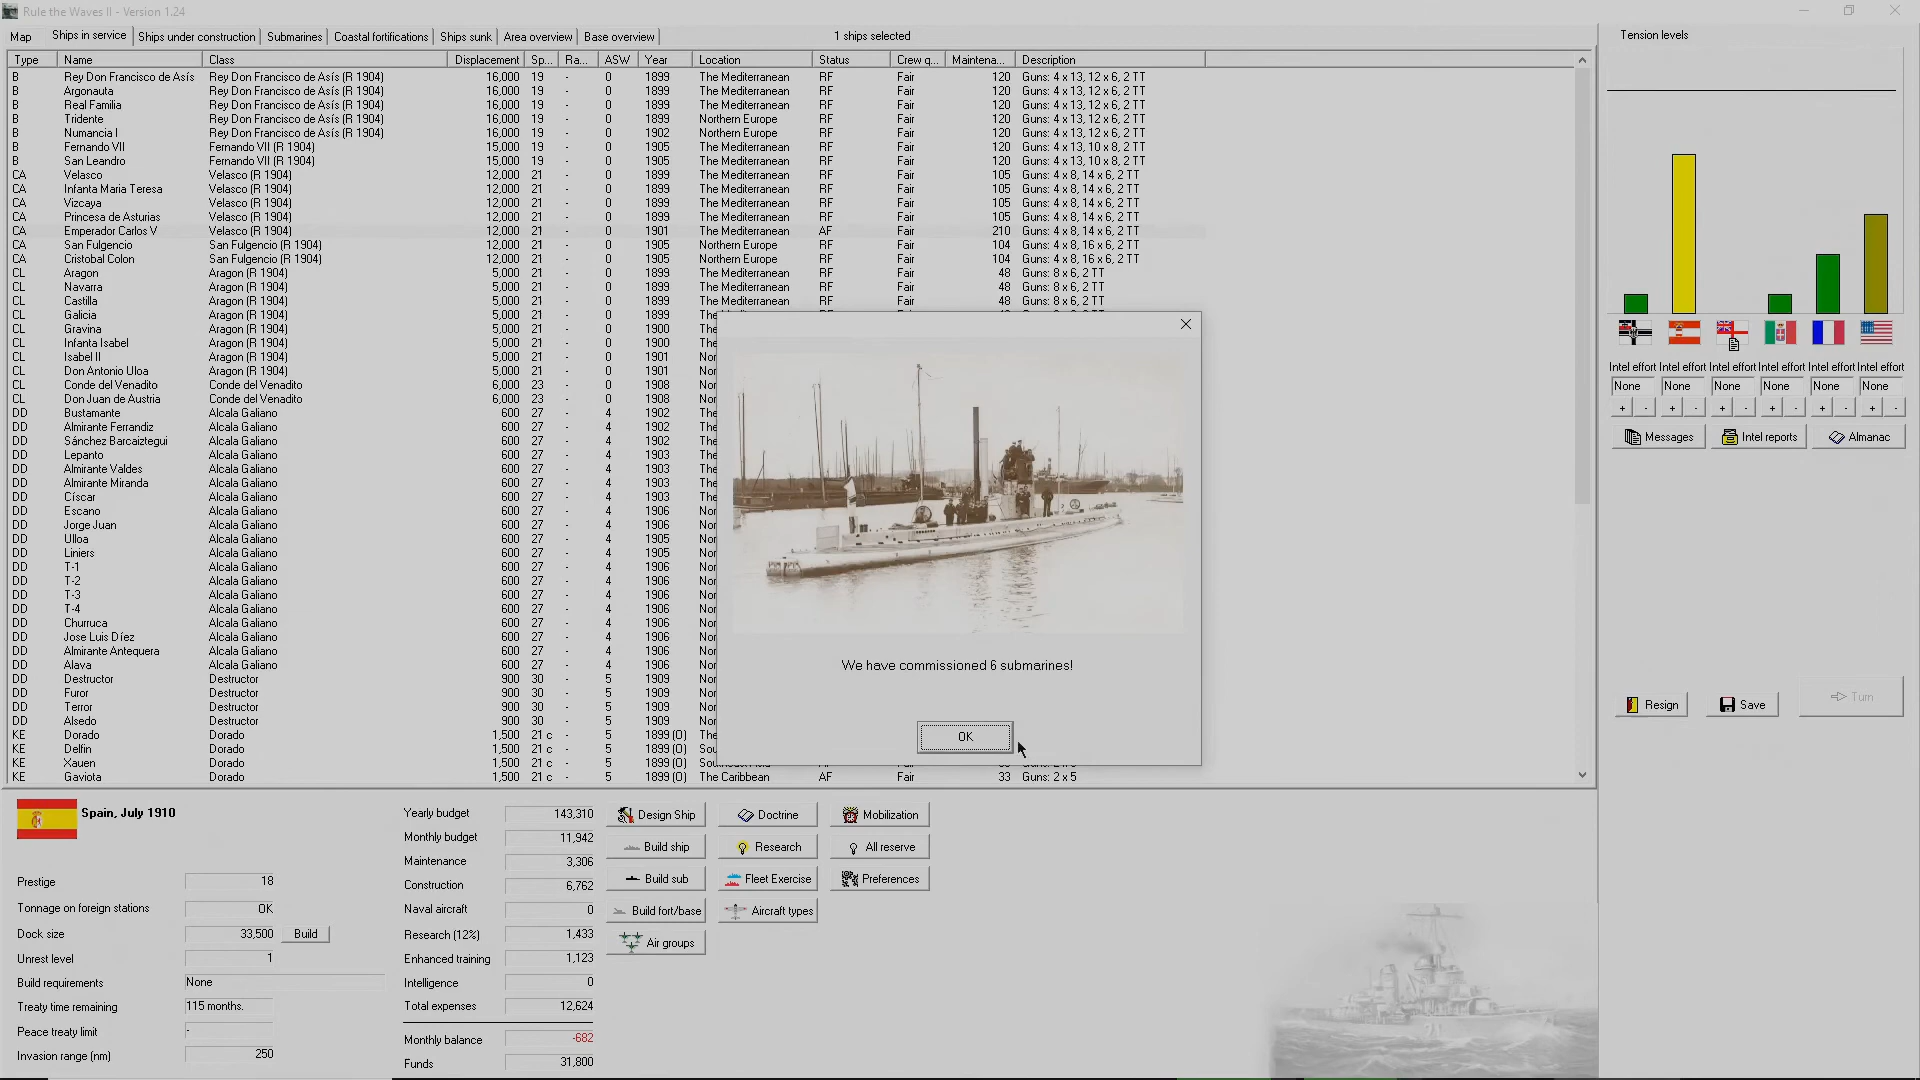 Rule the Waves II - Version 1.24
Map Ships in service Ships under construction Submarines Coastal fortifications Ships sunk Area overview Base overview 1 ships selected
Type Name Class Displacement Sp... Ra... ASW Year Location Status Crew q... Maintena... Description
B Rey Don Francisco de Asís Rey Don Francisco de Asís (R 1904) 16,000 19 - 0 1899 The Mediterranean RF Fair 120 Guns: 4 x 13, 12 x 6, 2 TT
B Argonauta Rey Don Francisco de Asís (R 1904) 16,000 19 - 0 1899 The Mediterranean RF Fair 120 Guns: 4 x 13, 12 x 6, 2 TT
B Real Familia Rey Don Francisco de Asís (R 1904) 16,000 19 - 0 1899 The Mediterranean RF Fair 120 Guns: 4 x 13, 12 x 6, 2 TT
B Tridente Rey Don Francisco de Asís (R 1904) 16,000 19 - 0 1899 Northern Europe RF Fair 120 Guns: 4 x 13, 12 x 6, 2 TT
B Numancia I Rey Don Francisco de Asís (R 1904) 16,000 19 - 0 1902 Northern Europe RF Fair 120 Guns: 4 x 13, 12 x 6, 2 TT
B Fernando VII Fernando VII (R 1904) 15,000 19 - 0 1905 The Mediterranean RF Fair 120 Guns: 4 x 13, 10 x 8, 2 TT
B San Leandro Fernando VII (R 1904) 15,000 19 - 0 1905 The Mediterranean RF Fair 120 Guns: 4 x 13, 10 x 8, 2 TT
CA Velasco Velasco (R 1904) 12,000 21 - 0 1899 The Mediterranean RF Fair 105 Guns: 4 x 8, 14 x 6, 2 TT
CA Infanta Maria Teresa Velasco (R 1904) 12,000 21 - 0 1899 The Mediterranean RF Fair 105 Guns: 4 x 8, 14 x 6, 2 TT
CA Vizcaya Velasco (R 1904) 12,000 21 - 0 1899 The Mediterranean RF Fair 105 Guns: 4 x 8, 14 x 6, 2 TT
CA Princesa de Asturias Velasco (R 1904) 12,000 21 - 0 1899 The Mediterranean RF Fair 105 Guns: 4 x 8, 14 x 6, 2 TT
CA Emperador Carlos V Velasco (R 1904) 12,000 21 - 0 1901 The Mediterranean AF Fair 210 Guns: 4 x 8, 14 x 6, 2 TT
CA San Fulgencio San Fulgencio (R 1904) 12,000 21 - 0 1905 Northern Europe RF Fair 104 Guns: 4 x 8, 16 x 6, 2 TT
CA Cristobal Colon San Fulgencio (R 1904) 12,000 21 - 0 1905 Northern Europe RF Fair 104 Guns: 4 x 8, 16 x 6, 2 TT
CL Aragon Aragon (R 1904) 5,000 21 - 0 1899 The Mediterranean RF Fair 48 Guns: 8 x 6, 2 TT
CL Navarra Aragon (R 1904) 5,000 21 - 0 1899 The Mediterranean RF Fair 48 Guns: 8 x 6, 2 TT
CL Castilla Aragon (R 1904) 5,000 21 - 0 1899 The Mediterranean RF Fair 48 Guns: 8 x 6, 2 TT
CL Galicia Aragon (R 1904) 5,000 21 - 0 1899
CL Gravina Aragon (R 1904) 5,000 21 - 0 1900 The
CL Infanta Isabel Aragon (R 1904) 5,000 21 - 0 1900 The
CL Isabel II Aragon (R 1904) 5,000 21 - 0 1901 Nor
CL Don Antonio Uloa Aragon (R 1904) 5,000 21 - 0 1901 The
CL Conde del Venadito Conde del Venadito 6,000 23 - 0 1908 Nor
CL Don Juan de Austria Conde del Venadito 6,000 23 - 0 1908 Nor
DD Bustamante Alcala Galiano 600 27 - 4 1902 The
DD Almirante Ferrandiz Alcala Galiano 600 27 - 4 1902 The
DD Sánchez Barcaiztegui Alcala Galiano 600 27 - 4 1902 The
DD Lepanto Alcala Galiano 600 27 - 4 1903 The
DD Almirante Valdes Alcala Galiano 600 27 - 4 1903 The
DD Almirante Miranda Alcala Galiano 600 27 - 4 1903 The
DD Císcar Alcala Galiano 600 27 - 4 1903 The
DD Escano Alcala Galiano 600 27 - 4 1906 Nor
DD Jorge Juan Alcala Galiano 600 27 - 4 1906 Nor
DD Ulloa Alcala Galiano 600 27 - 4 1905 Nor
DD Liniers Alcala Galiano 600 27 - 4 1905 Nor
DD T-1 Alcala Galiano 600 27 - 4 1906 Nor
DD T-2 Alcala Galiano 600 27 - 4 1906 Nor
DD T-3 Alcala Galiano 600 27 - 4 1906 Nor
DD T-4 Alcala Galiano 600 27 - 4 1906 Nor
DD Churruca Alcala Galiano 600 27 - 4 1906 Nor
DD Jose Luis Díez Alcala Galiano 600 27 - 4 1906 Nor
DD Almirante Antequera Alcala Galiano 600 27 - 4 1906 Nor
DD Alava Alcala Galiano 600 27 - 4 1906 Nor
DD Destructor Destructor 900 30 - 5 1909 Nor
DD Furor Destructor 900 30 - 5 1909 Nor
DD Terror Destructor 900 30 - 5 1909 Nor
DD Alsedo Destructor 900 30 - 5 1909 Nor
KE Dorado Dorado 1,500 21 c - 5 1899 (O) The
KE Delfin Dorado 1,500 21 c - 5 1899 (O) Sou
KE Xauen Dorado 1,500 21 c - 5 1899 (O)
KE Gaviota Dorado 1,500 21 c - 5 1899 (O) The Caribbean AF Fair 33 Guns: 2 x 5
We have commissioned 6 submarines!
OK
Tension levels
Intel effort Intel effort Intel effort Intel effort Intel effort Intel effort
None None None None None None
+ - + - + - + - + - + -
Messages Intel reports Almanac
Resign Save Turn
Spain, July 1910
Prestige 18
Tonnage on foreign stations OK
Dock size 33,500 Build
Unrest level 1
Build requirements None
Treaty time remaining 115 months.
Peace treaty limit -
Invasion range (nm) 250
Yearly budget 143,310
Monthly budget 11,942
Maintenance 3,306
Construction 6,762
Naval aircraft 0
Research (12%) 1,433
Enhanced training 1,123
Intelligence 0
Total expenses 12,624
Monthly balance -682
Funds 31,800
Design Ship Doctrine Mobilization
Build ship Research All reserve
Build sub Fleet Exercise Preferences
Build fort/base Aircraft types
Air groups